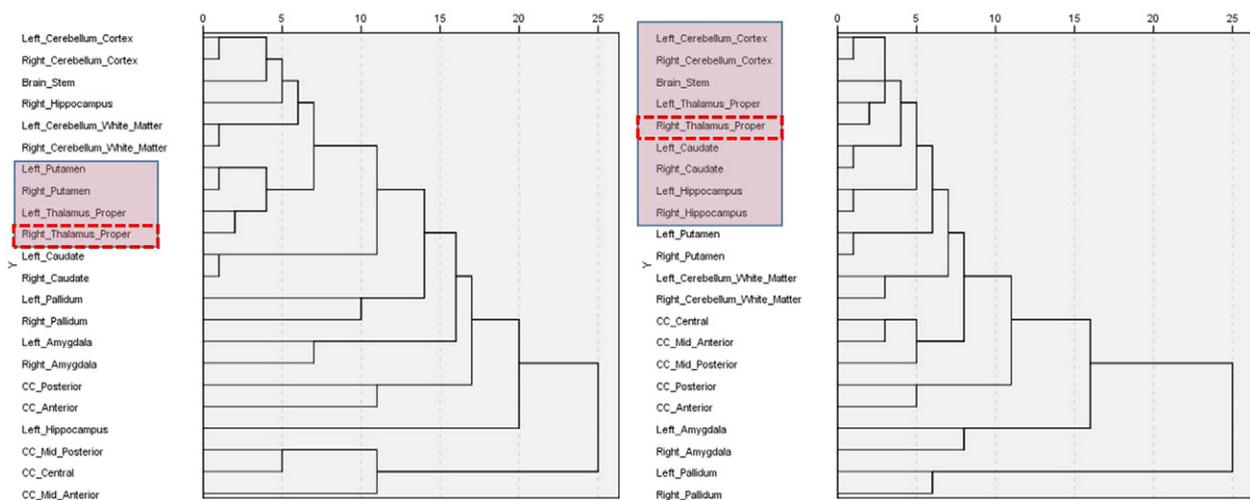 0 5 10 15 20 25
Left_Cerebellum_Cortex
Right_Cerebellum_Cortex
Brain_Stem
Right_Hippocampus
Left_Cerebellum_White_Matter
Right_Cerebellum_White_Matter
Left_Putamen
Right_Putamen
Left_Thalamus_Proper
Right_Thalamus_Proper
Left_Caudate
Y
Right_Caudate
Left_Pallidum
Right_Pallidum
Left_Amygdala
Right_Amygdala
CC_Posterior
CC_Anterior
Left_Hippocampus
CC_Mid_Posterior
CC_Central
CC_Mid_Anterior
0 5 10 15 20 25
Left_Cerebellum_Cortex
Right_Cerebellum_Cortex
Brain_Stem
Left_Thalamus_Proper
Right_Thalamus_Proper
Left_Caudate
Right_Caudate
Left_Hippocampus
Right_Hippocampus
Left_Putamen
Right_Putamen
Y
Left_Cerebellum_White_Matter
Right_Cerebellum_White_Matter
CC_Central
CC_Mid_Anterior
CC_Mid_Posterior
CC_Posterior
CC_Anterior
Left_Amygdala
Right_Amygdala
Left_Pallidum
Right_Pallidum